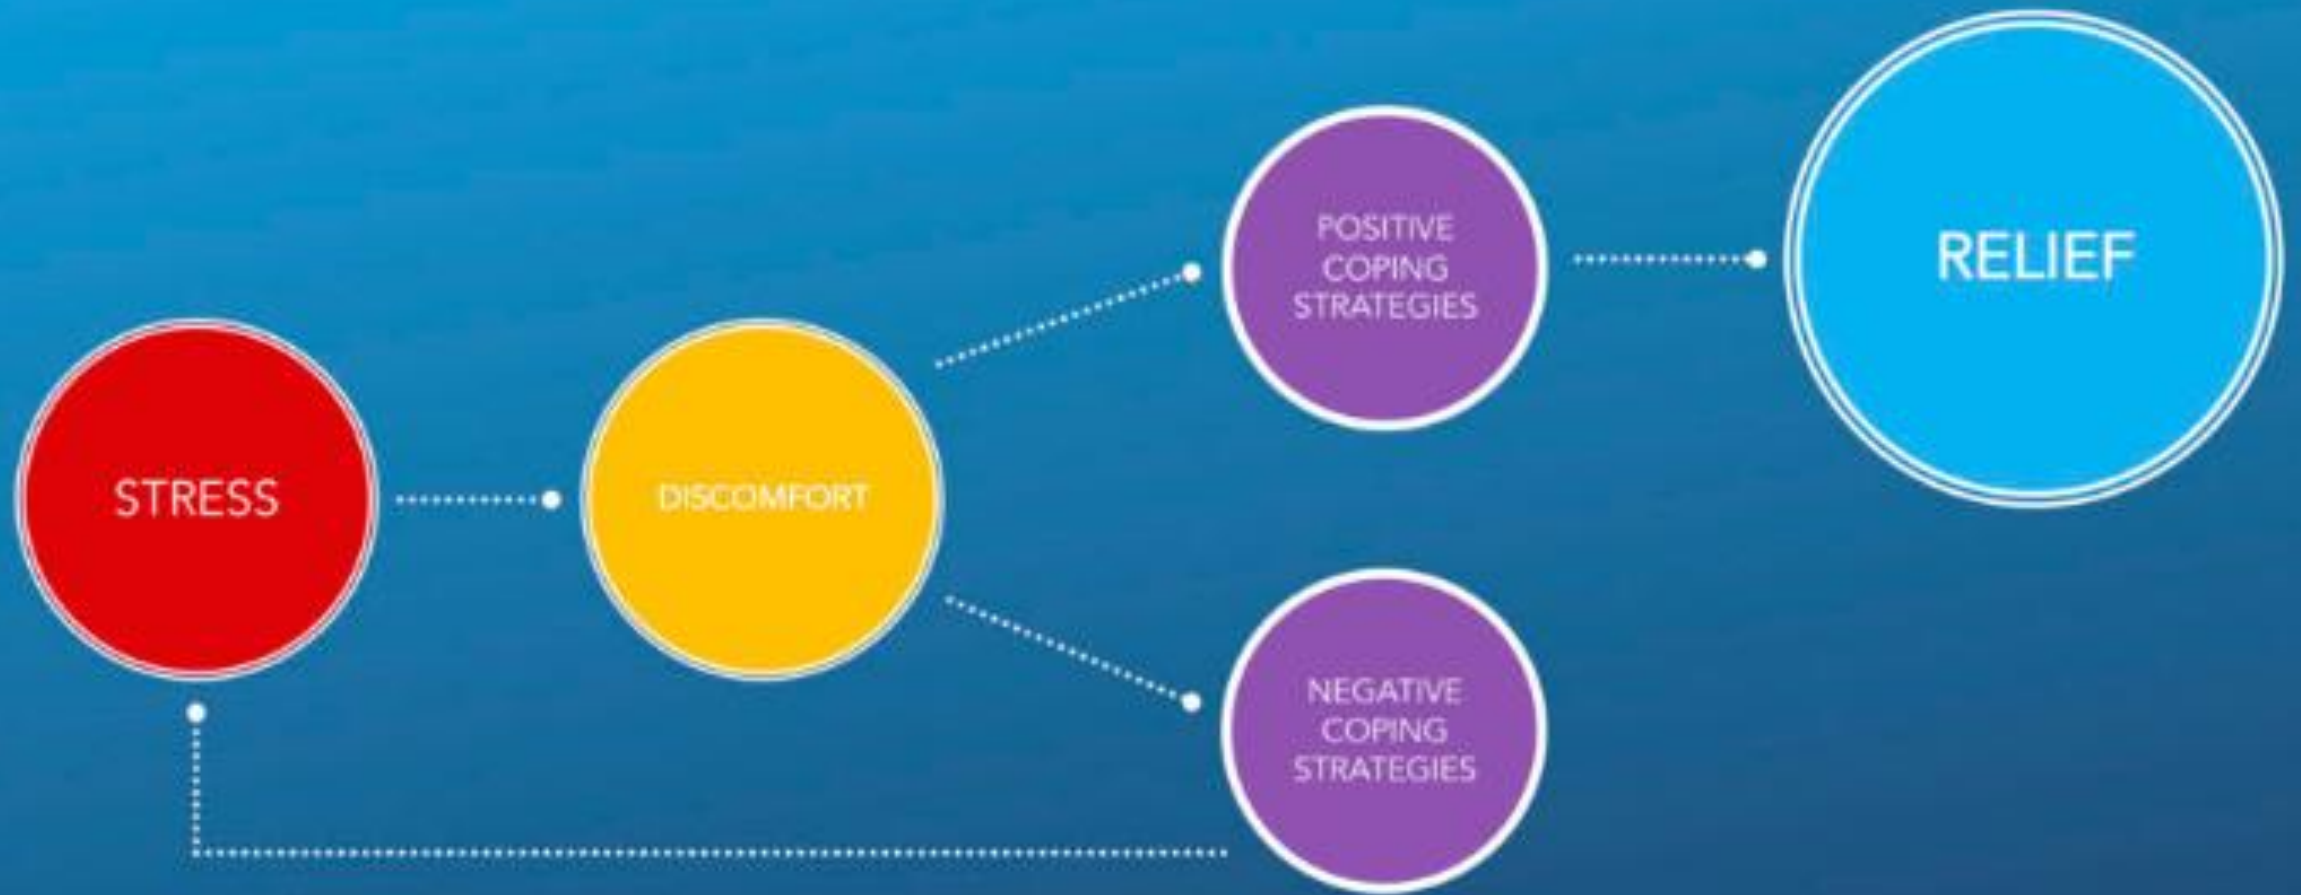 STRESS
DISCOMFORT
POSITIVE
COPING
STRATEGIES
RELIEF
NEGATIVE
COPING
STRATEGIES